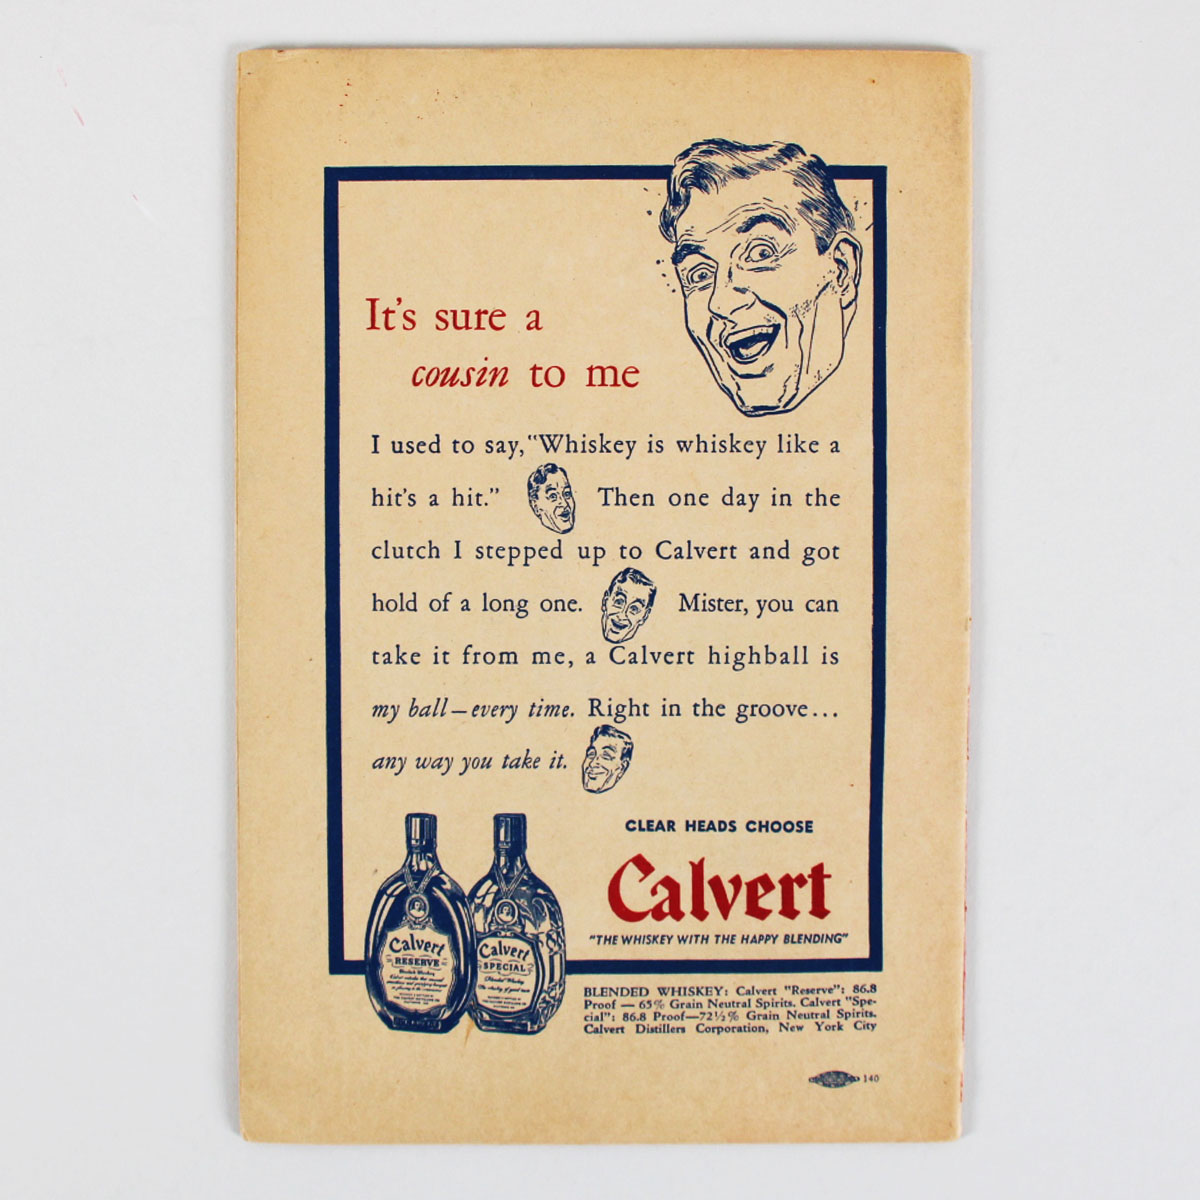 It's sure a
cousin to me
I used to say, "Whiskey is whiskey like a
hit's a hit." Then one day in the
clutch I stepped up to Calvert and got
hold of a long one. Mister, you can
take it from me, a Calvert highball is
my ball—every time. Right in the groove...
any way you take it.
CLEAR HEADS CHOOSE
Calvert
"THE WHISKEY WITH THE HAPPY BLENDING"
Calvert
RESERVE
Blended Whiskey
Calvert
SPECIAL
Blended Whiskey
BLENDED WHISKEY: Calvert "Reserve": 86.8
Proof — 65% Grain Neutral Spirits. Calvert "Spe-
cial": 86.8 Proof—72½% Grain Neutral Spirits.
Calvert Distillers Corporation, New York City
140